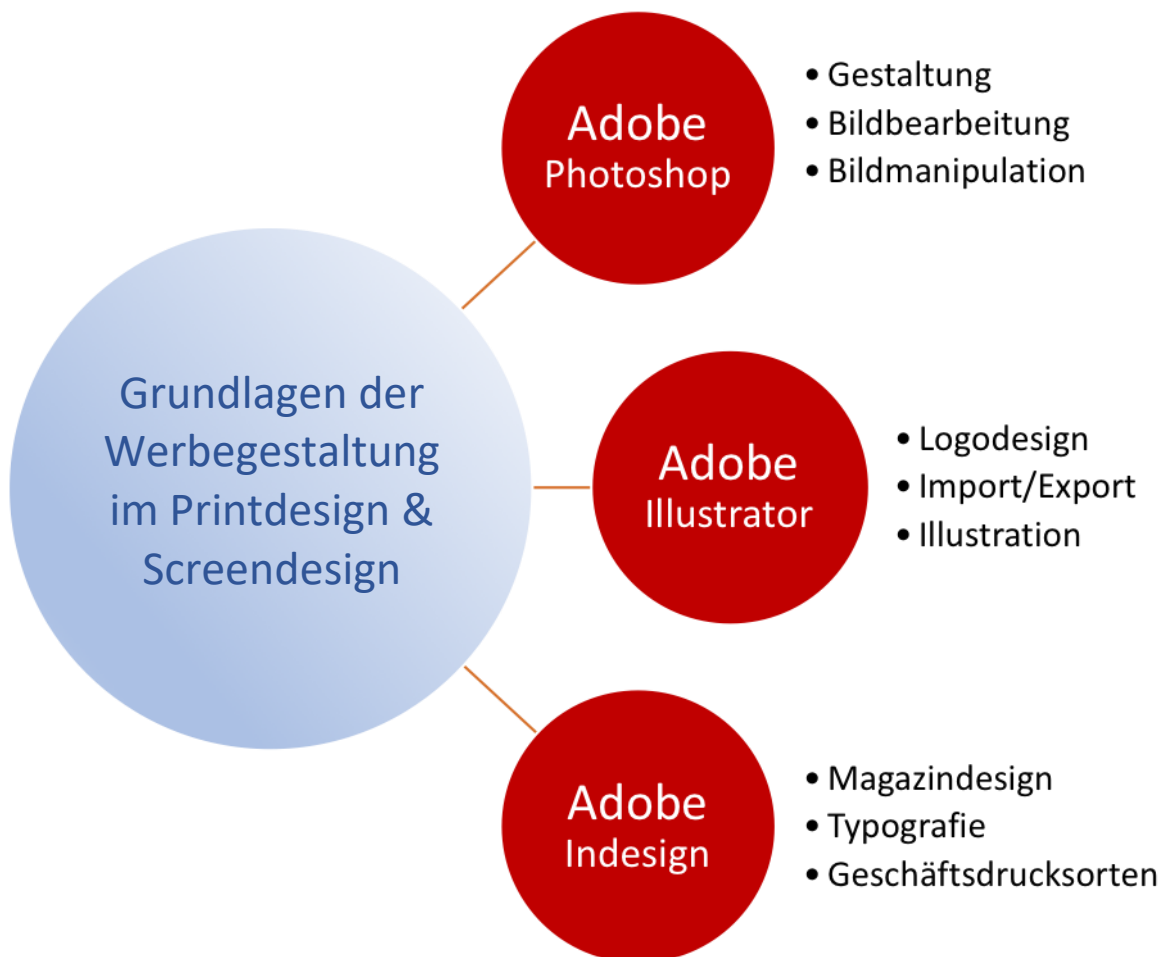 Grundlagen der
Werbegestaltung
im Printdesign &
Screendesign
Adobe
Photoshop
• Gestaltung
• Bildbearbeitung
• Bildmanipulation
Adobe
Illustrator
• Logodesign
• Import/Export
• Illustration
Adobe
Indesign
• Magazindesign
• Typografie
• Geschäftsdrucksorten